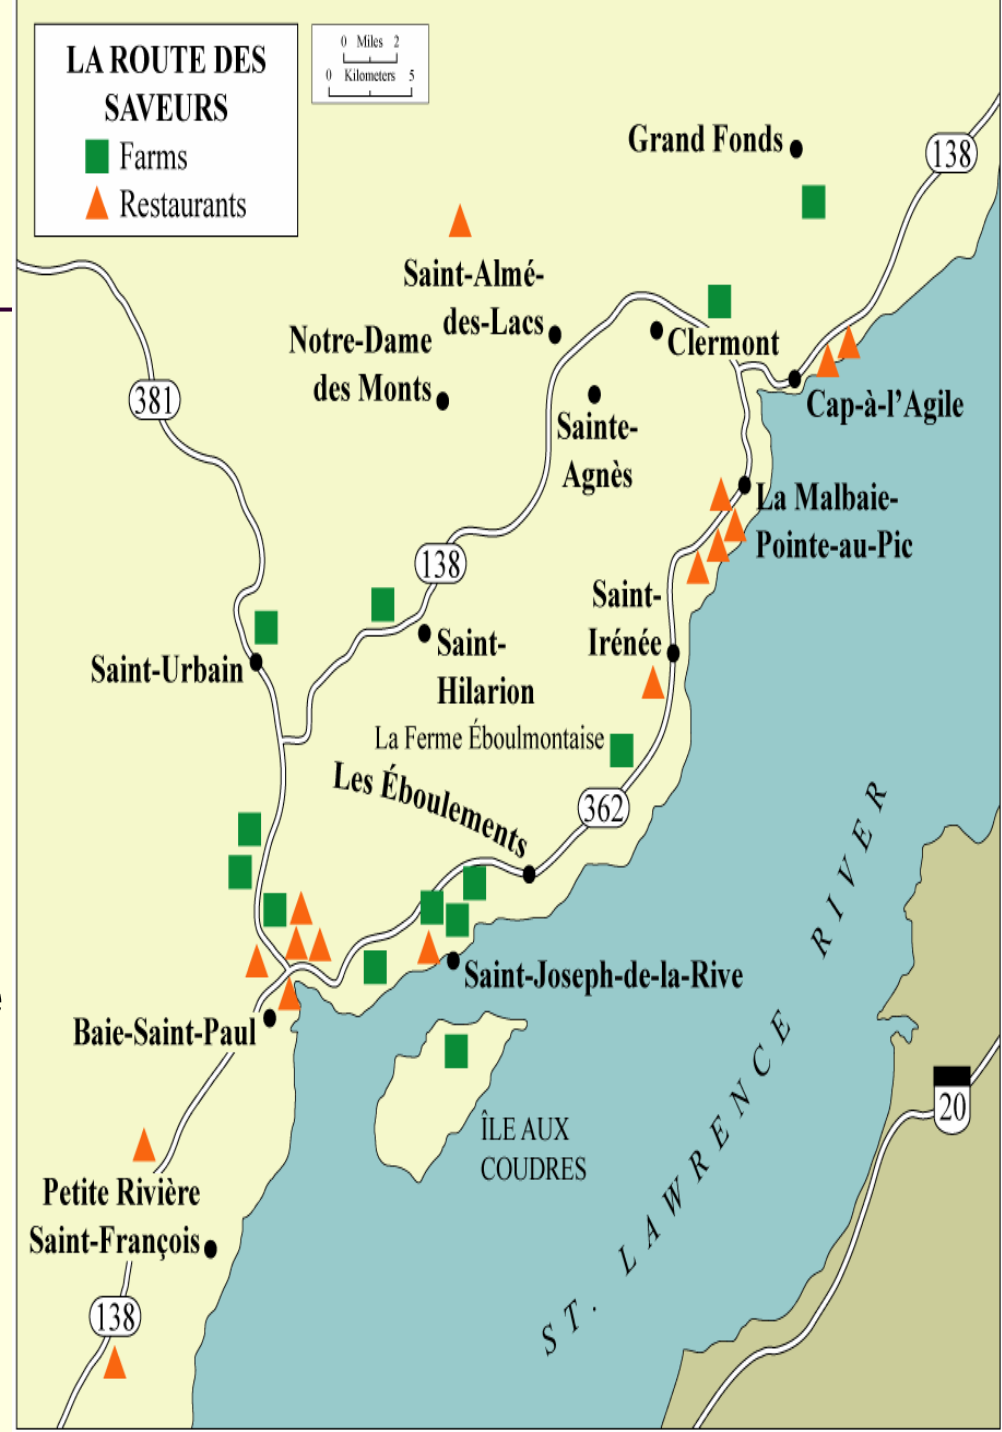 LA ROUTE DES
SAVEURS
Farms
Restaurants
0 Miles 2
0 Kilometers 5
Grand Fonds
138
Saint-Almé-
des-Lacs
Notre-Dame
des Monts
Clermont
381
Cap-à-l’Agile
Sainte-
Agnès
La Malbaie-
Pointe-au-Pic
138
Saint-
Irénée
Saint-
Hilarion
Saint-Urbain
La Ferme Éboulmontaise
Les Éboulements
362
Saint-Joseph-de-la-Rive
Baie-Saint-Paul
ÎLE AUX
COUDRES
ST. LAWRENCE RIVER
20
Petite Rivière
Saint-François
138